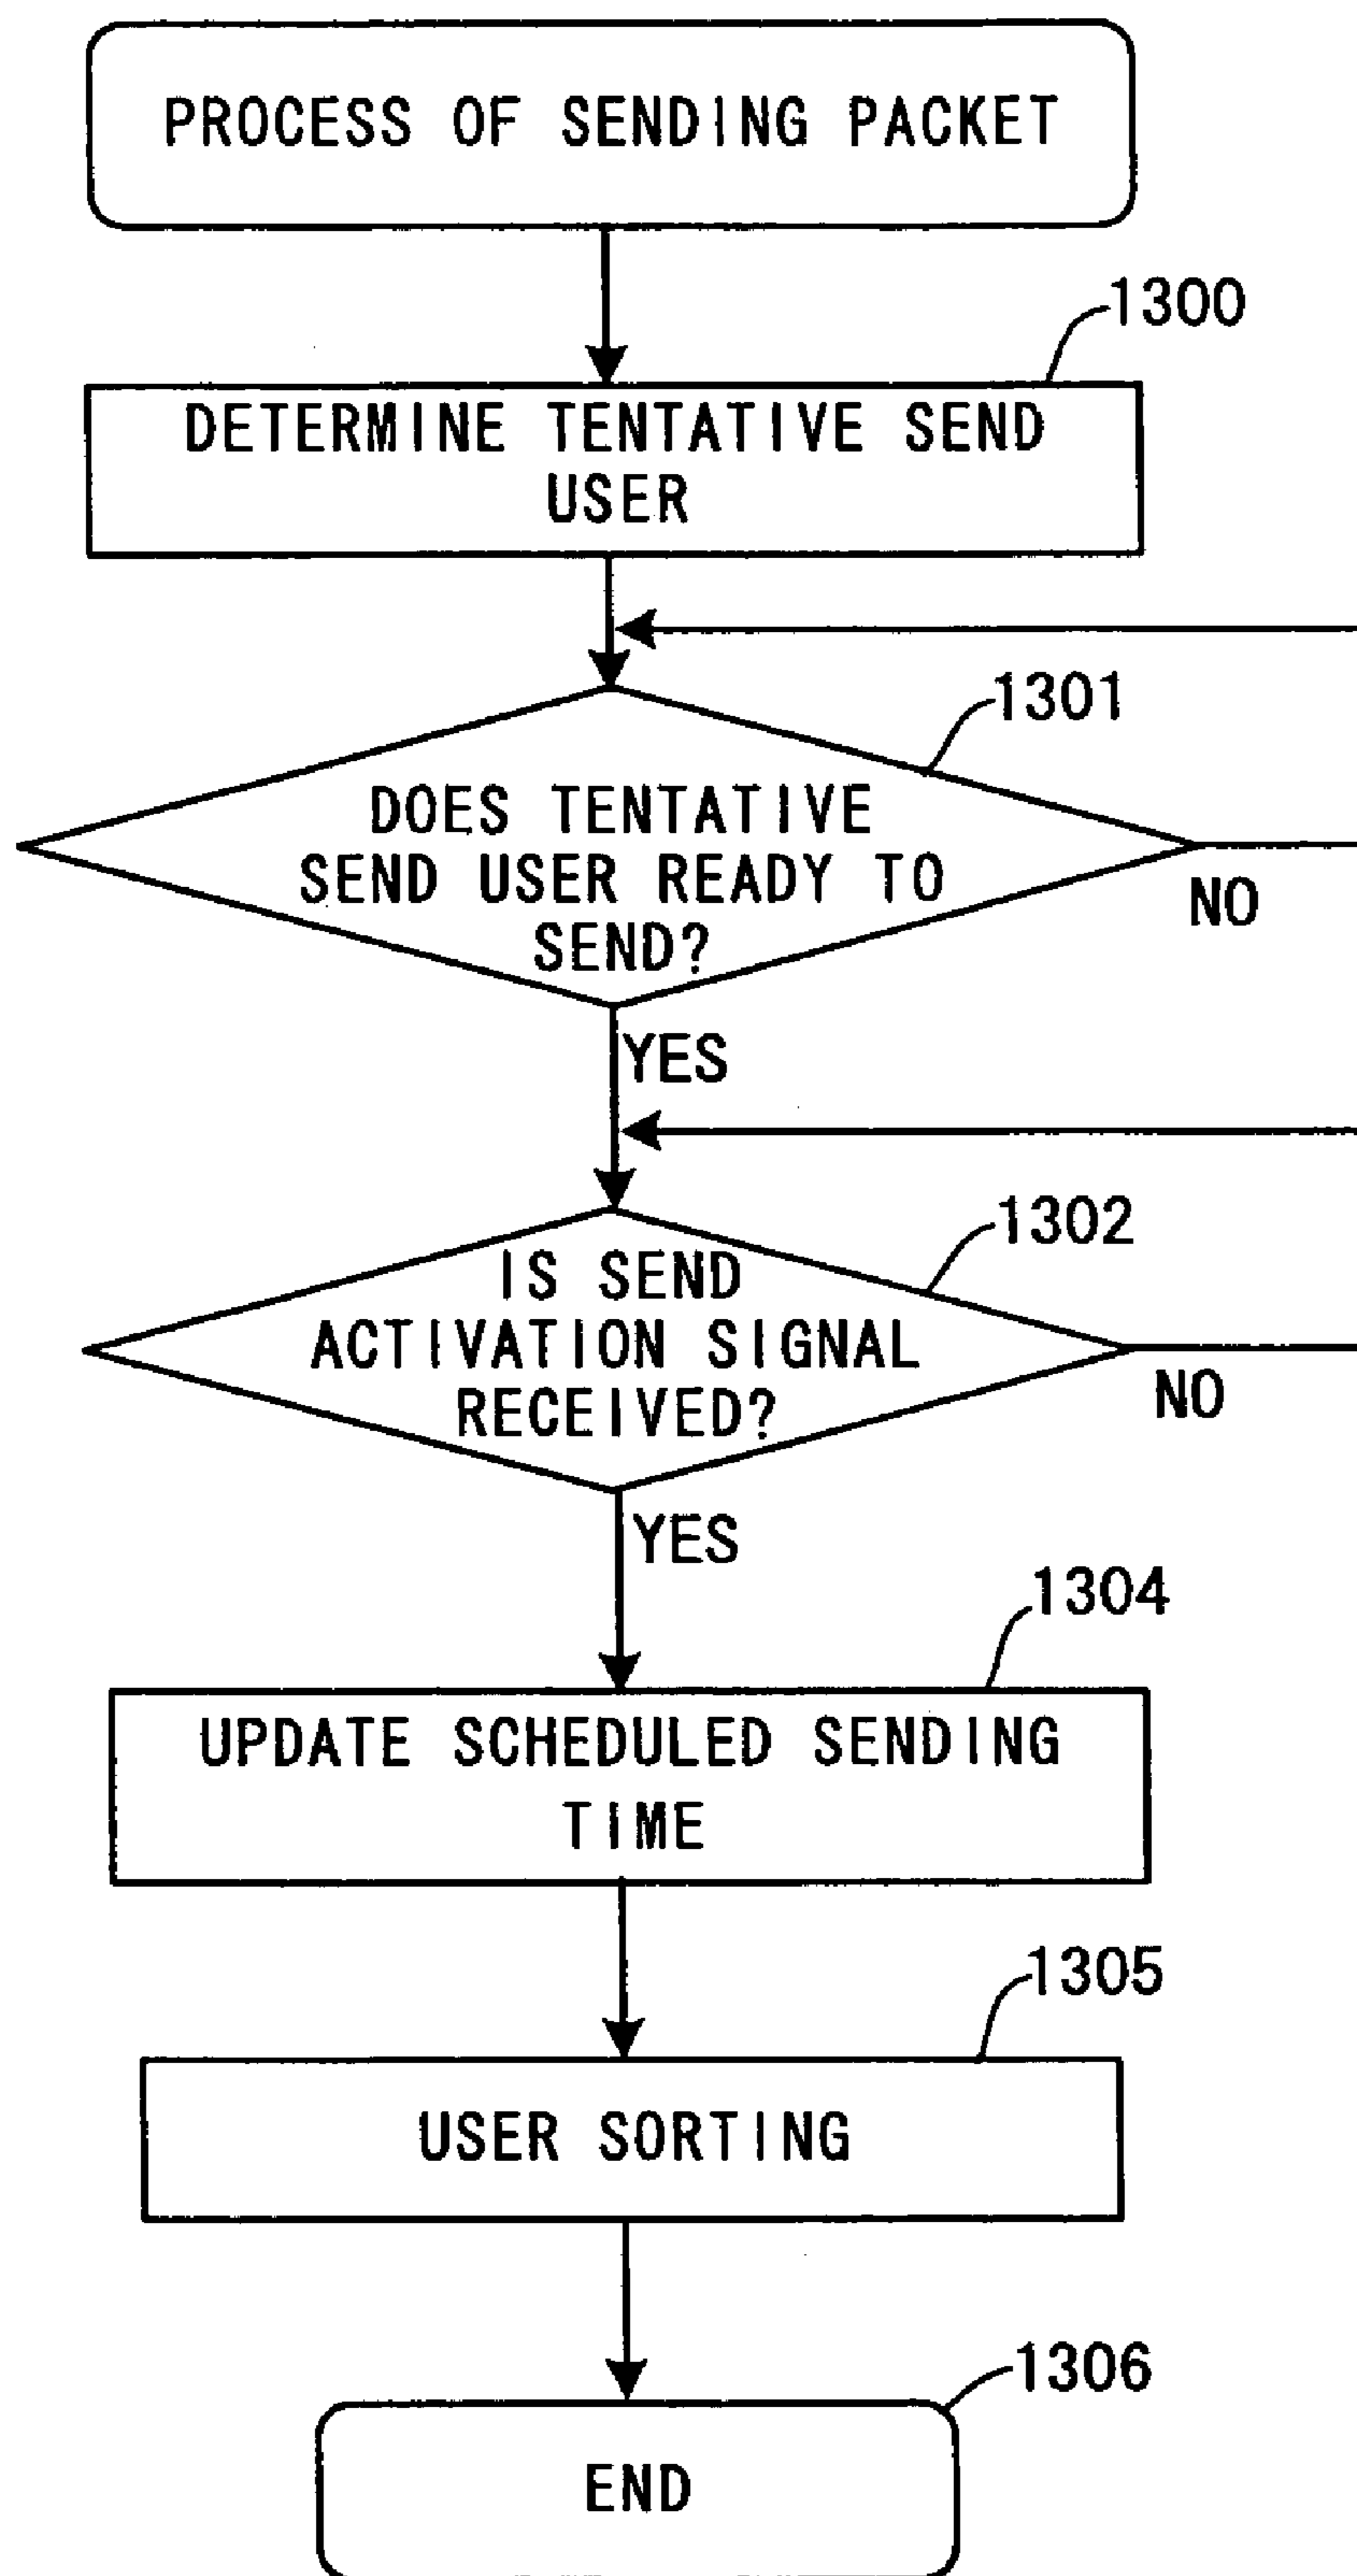 PROCESS OF SENDING PACKET
1300
DETERMINE TENTATIVE SEND
USER
1301
DOES TENTATIVE
SEND USER READY TO
SEND?
NO
YES
1302
IS SEND
ACTIVATION SIGNAL
RECEIVED?
NO
YES
1304
UPDATE SCHEDULED SENDING
TIME
1305
USER SORTING
1306
END